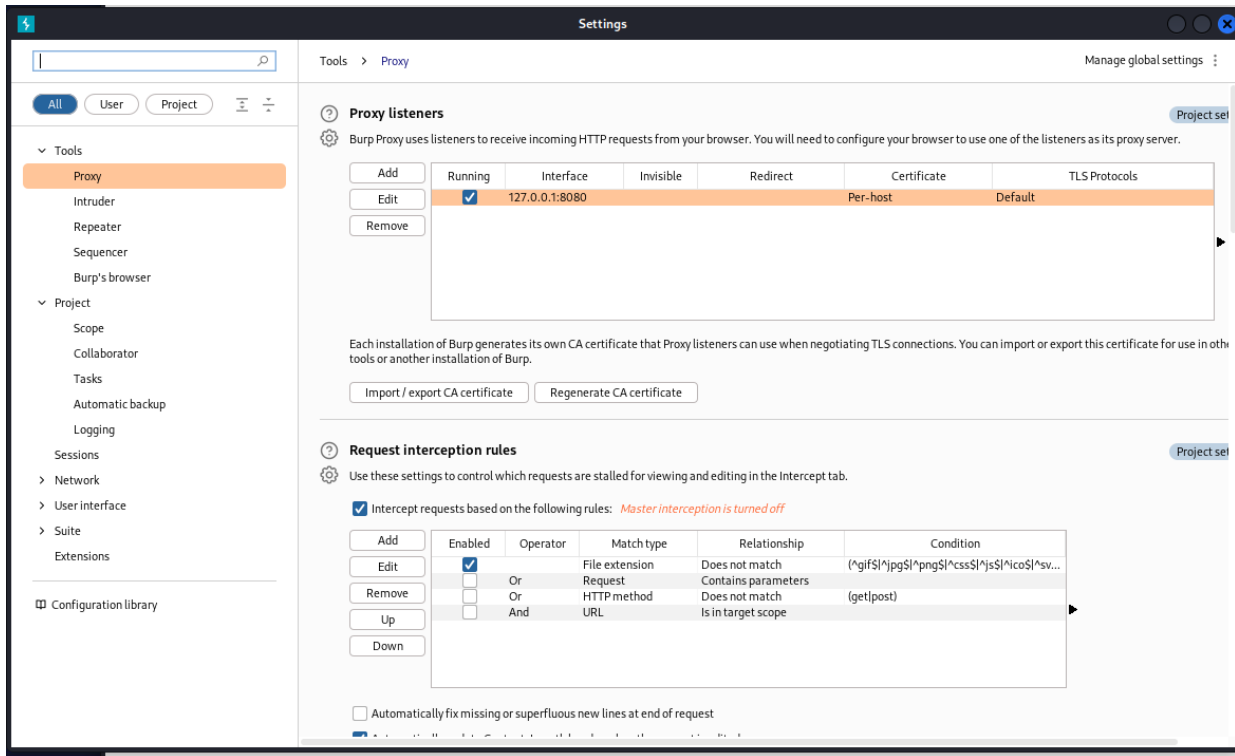 Settings
Tools > Proxy
Manage global settings
All User Project
Tools
Proxy
Intruder
Repeater
Sequencer
Burp's browser
Project
Scope
Collaborator
Tasks
Automatic backup
Logging
Sessions
Network
User interface
Suite
Extensions
Configuration library
Proxy listeners
Project set
Burp Proxy uses listeners to receive incoming HTTP requests from your browser. You will need to configure your browser to use one of the listeners as its proxy server.
Add
Edit
Remove
Running Interface Invisible Redirect Certificate TLS Protocols
127.0.0.1:8080 Per-host Default
Each installation of Burp generates its own CA certificate that Proxy listeners can use when negotiating TLS connections. You can import or export this certificate for use in othe
tools or another installation of Burp.
Import / export CA certificate Regenerate CA certificate
Request interception rules
Project set
Use these settings to control which requests are stalled for viewing and editing in the Intercept tab.
Intercept requests based on the following rules: Master interception is turned off
Add
Edit
Remove
Up
Down
Enabled Operator Match type Relationship Condition
File extension Does not match (^gif$|^jpg$|^png$|^css$|^js$|^ico$|^sv...
Or Request Contains parameters
Or HTTP method Does not match (get|post)
And URL Is in target scope
Automatically fix missing or superfluous new lines at end of request